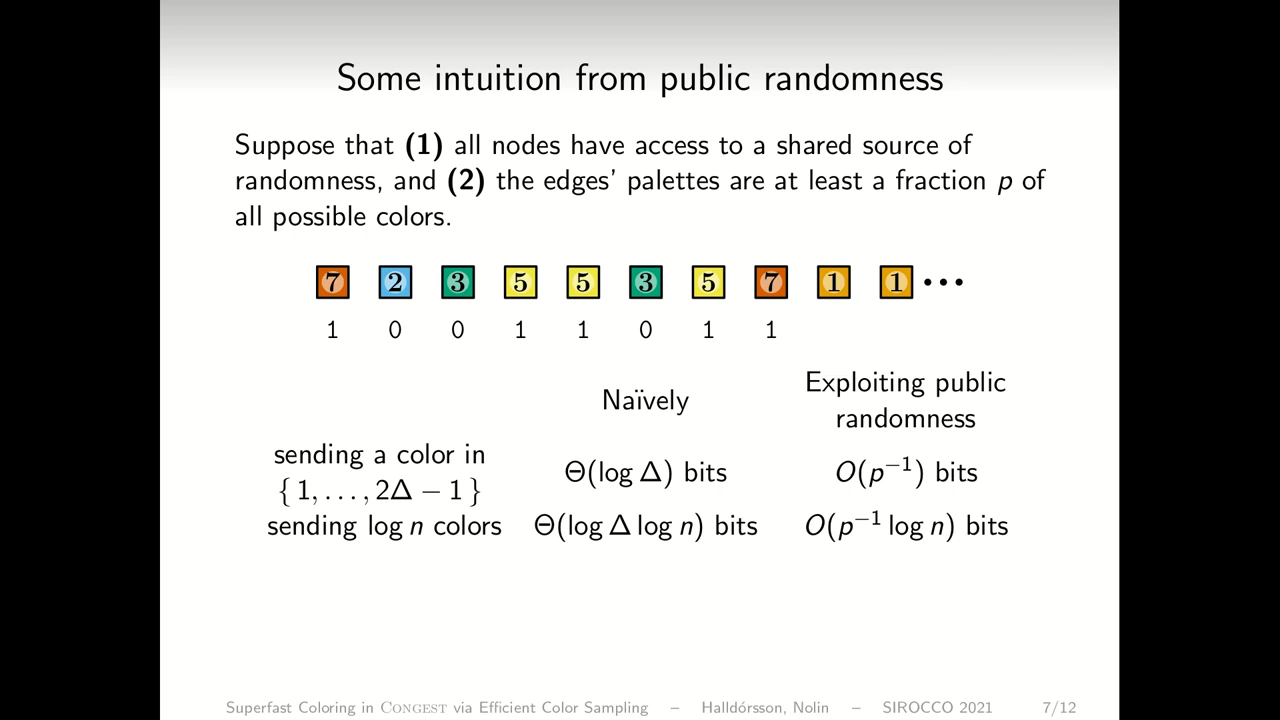 Some intuition from public randomness
Suppose that (1) all nodes have access to a shared source of
randomness, and (2) the edges' palettes are at least a fraction p of
all possible colors.
7 2 3 5 5 3 5 7 1 1 •••
1 0 0 1 1 0 1 1
Naïvely
Exploiting public
randomness
sending a color in
{ 1, . . . , 2Δ − 1 }
Θ(log Δ) bits
O(p⁻¹) bits
sending log n colors
Θ(log Δ log n) bits
O(p⁻¹ log n) bits
Superfast Coloring in CONGEST via Efficient Color Sampling – Halldórsson, Nolin – SIROCCO 2021 7/12